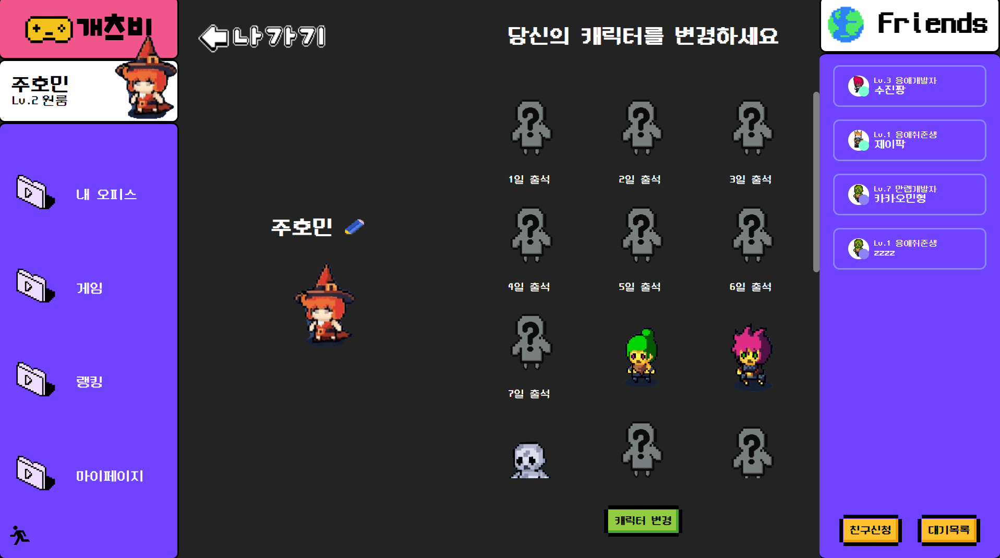 개츠비
주호민
Lv.2 원룸
내 오피스
게임
랭킹
마이페이지
나가기
주호민
당신의 캐릭터를 변경하세요
1일 출석
2일 출석
3일 출석
4일 출석
5일 출석
6일 출석
7일 출석
캐릭터 변경
Friends
Lv.3 응애개발자
수진짱
Lv.1 응애취준생
제이팍
Lv.7 만렙개발자
카카오민형
Lv.1 응애취준생
zzzz
친구신청
대기목록